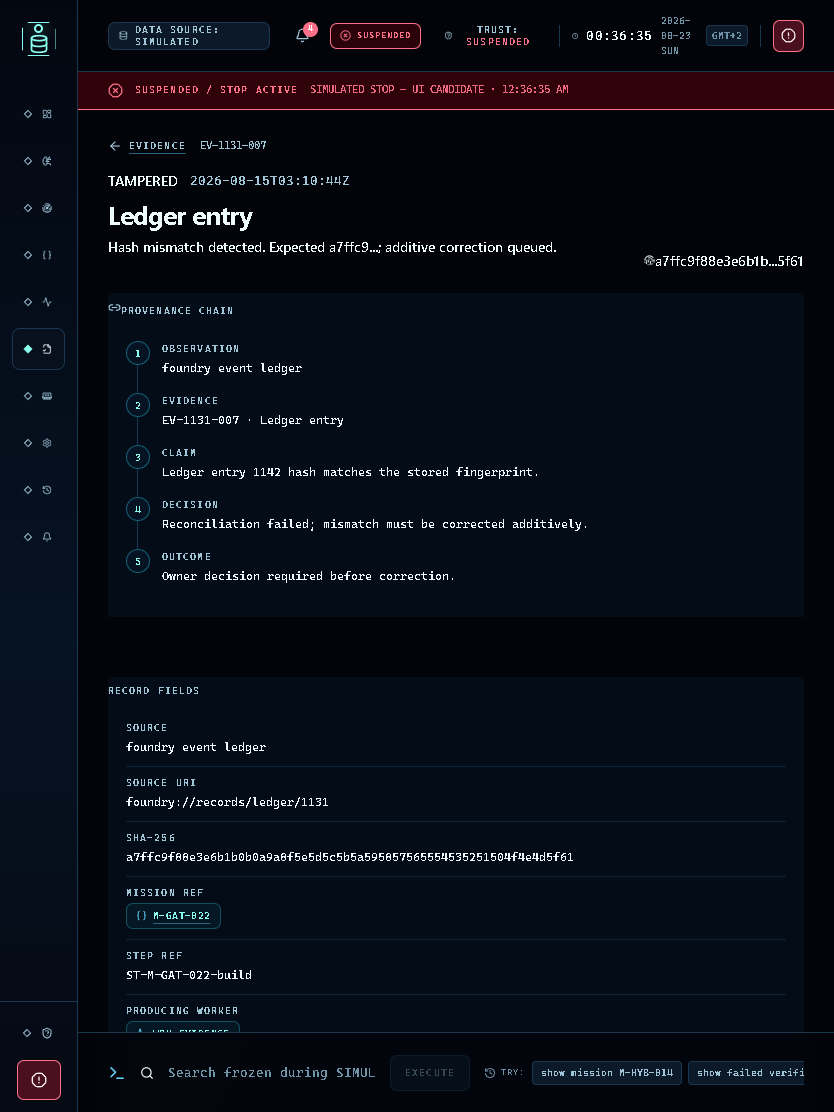 DATA SOURCE:
SIMULATED
4
SUSPENDED
TRUST:
SUSPENDED
00:36:35
2026-
08-23
SUN
GMT+2
SUSPENDED / STOP ACTIVE SIMULATED STOP — UI CANDIDATE · 12:36:35 AM
EVIDENCE EV-1131-007
TAMPERED 2026-08-15T03:10:44Z
Ledger entry
Hash mismatch detected. Expected a7ffc9…; additive correction queued.
a7ffc9f88e3e6b1b…5f61
PROVENANCE CHAIN
1 OBSERVATION
foundry event ledger
2 EVIDENCE
EV-1131-007 · Ledger entry
3 CLAIM
Ledger entry 1142 hash matches the stored fingerprint.
4 DECISION
Reconciliation failed; mismatch must be corrected additively.
5 OUTCOME
Owner decision required before correction.
RECORD FIELDS
SOURCE
foundry event ledger
SOURCE URI
foundry://records/ledger/1131
SHA-256
a7ffc9f88e3e6b1b0b0a9a8f5e5d5c5b5a595857565554535251504f4e4d5f61
MISSION REF
{} M-GAT-022
STEP REF
ST-M-GAT-022-build
PRODUCING WORKER
Search frozen during SIMUL
EXECUTE
TRY:
show mission M-HYB-014
show failed verifi